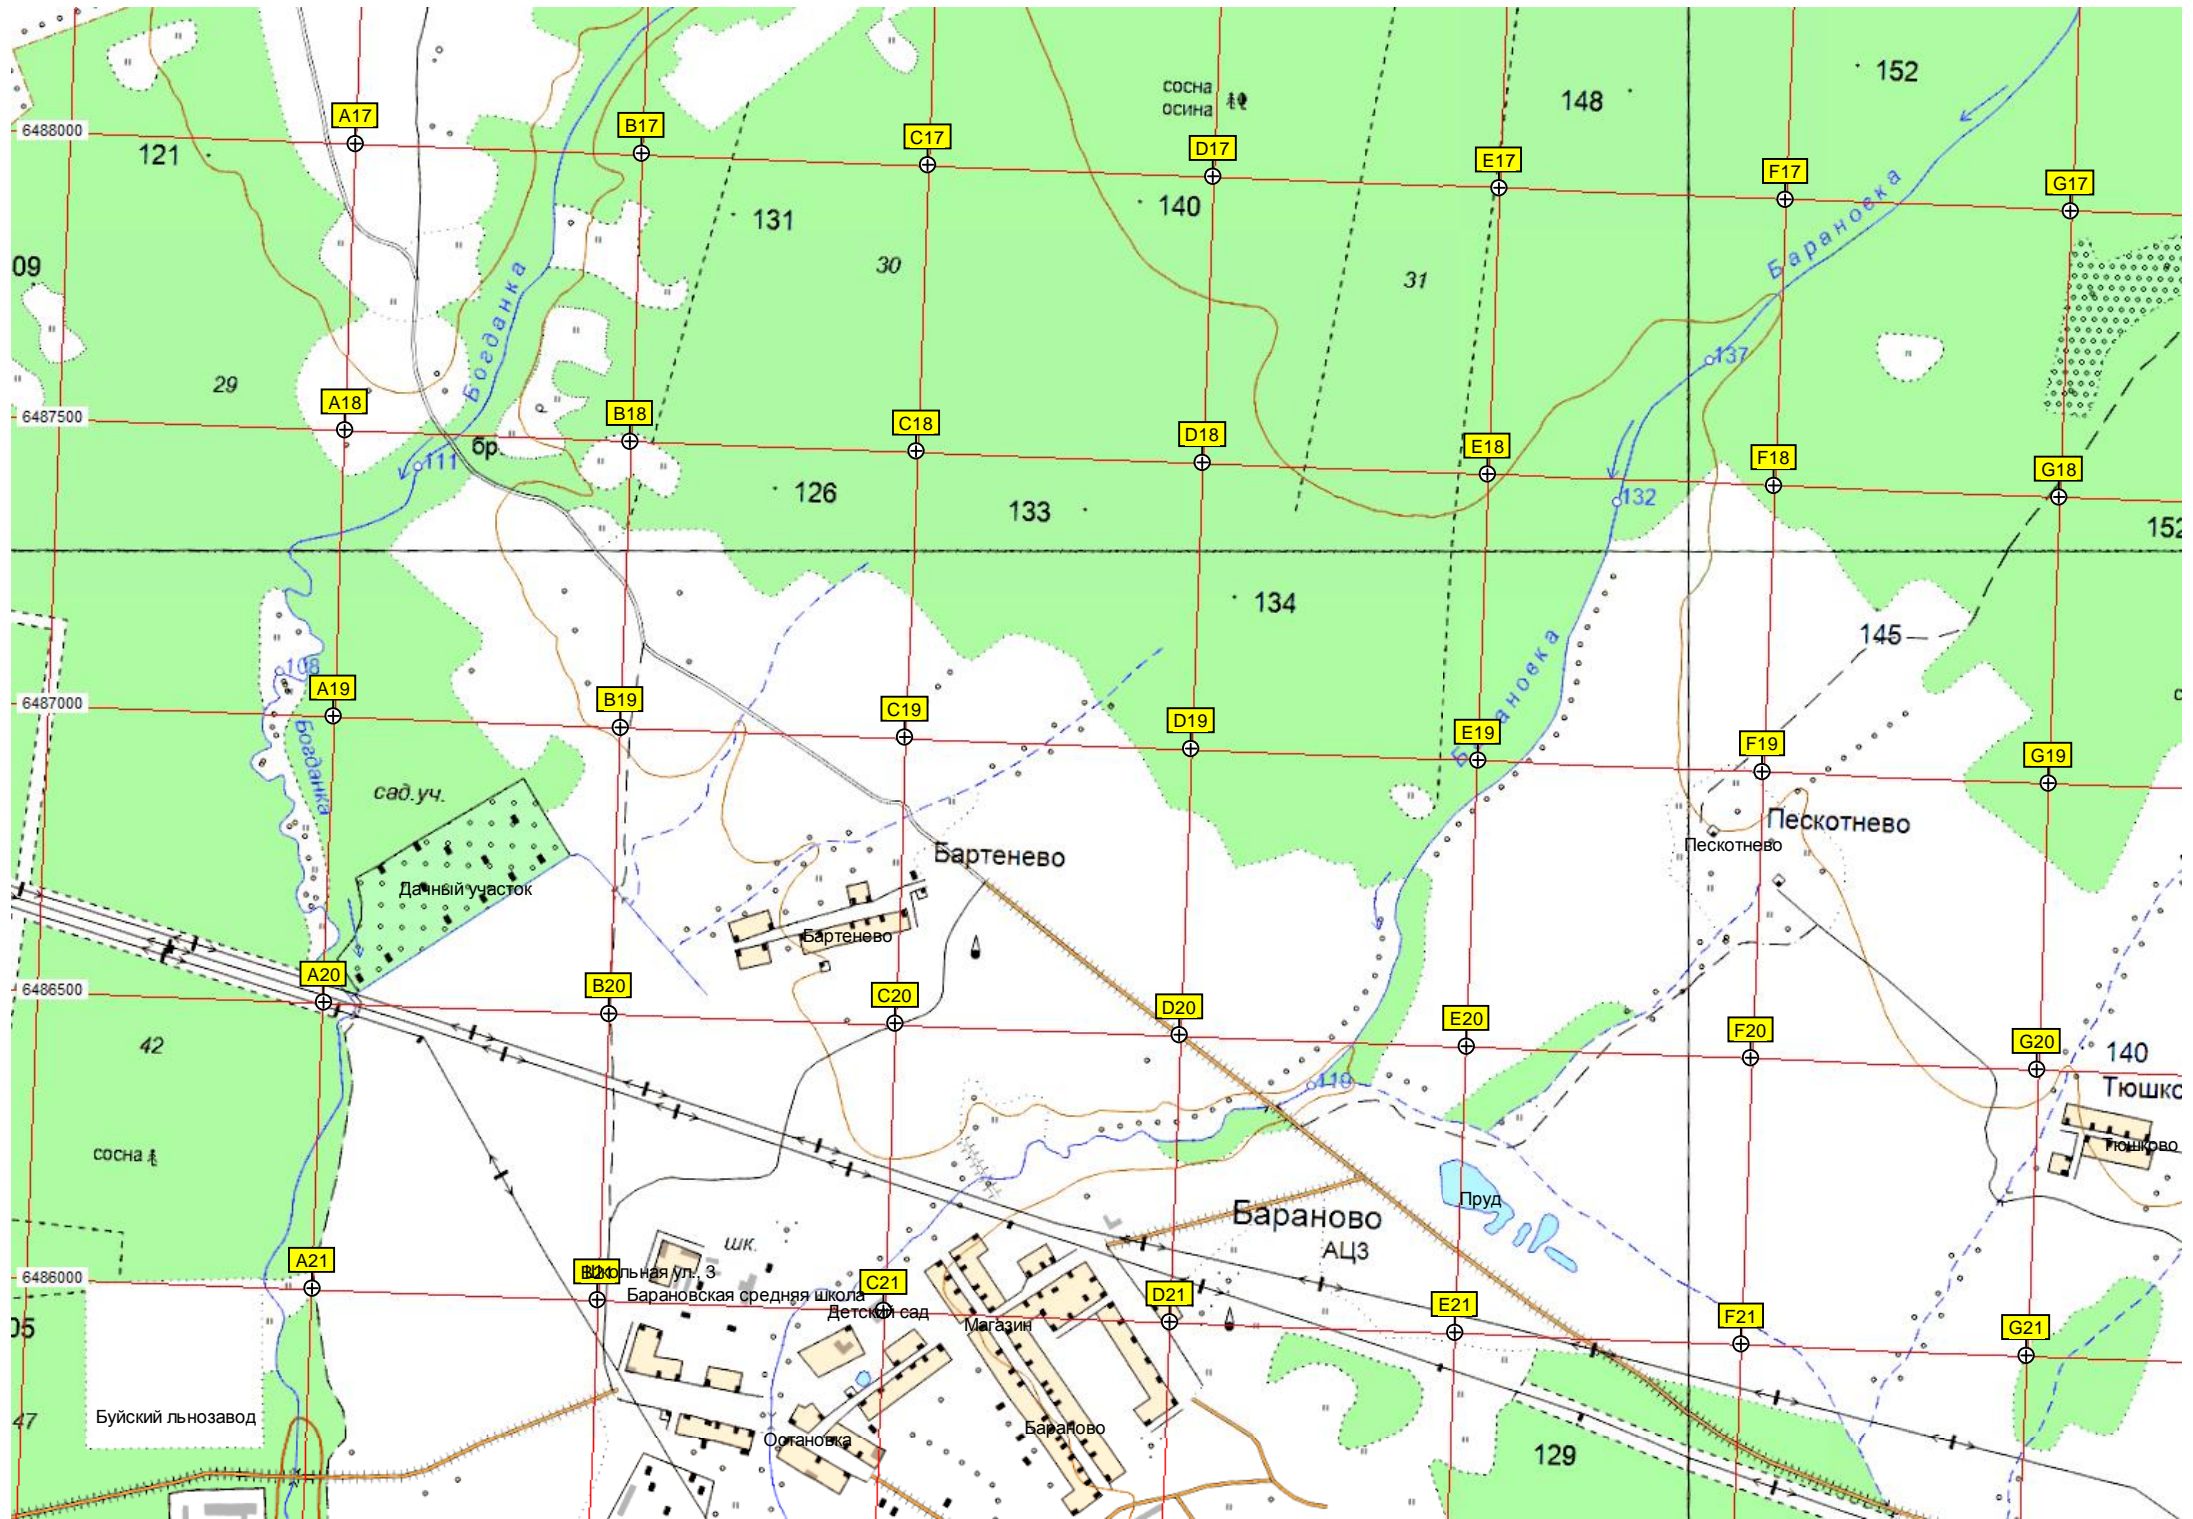 152
148
сосна
осина
A17
B17
C17
D17
E17
F17
G17
6488000
121
131
140
Барановка
09
30
31
Богданка
137
29
A18
B18
C18
D18
E18
F18
G18
6487500
бр.
111
126
133
132
152
134
145
Барановка
108
A19
B19
C19
D19
E19
F19
G19
6487000
Богданка
сад.уч.
Дачный участок
Бартенево
Бартенево
Пескотнево
Пескотнево
A20
B20
C20
D20
E20
F20
G20
6486500
42
140
110
Тюшко
Тюшково
сосна
Пруд
Бараново
АЦЗ
шк.
A21
B21
C21
D21
E21
F21
G21
6486000
Школьная ул., 3
Барановская средняя школа
Детский сад
Магазин
05
47
Буйский льнозавод
Остановка
Бараново
129